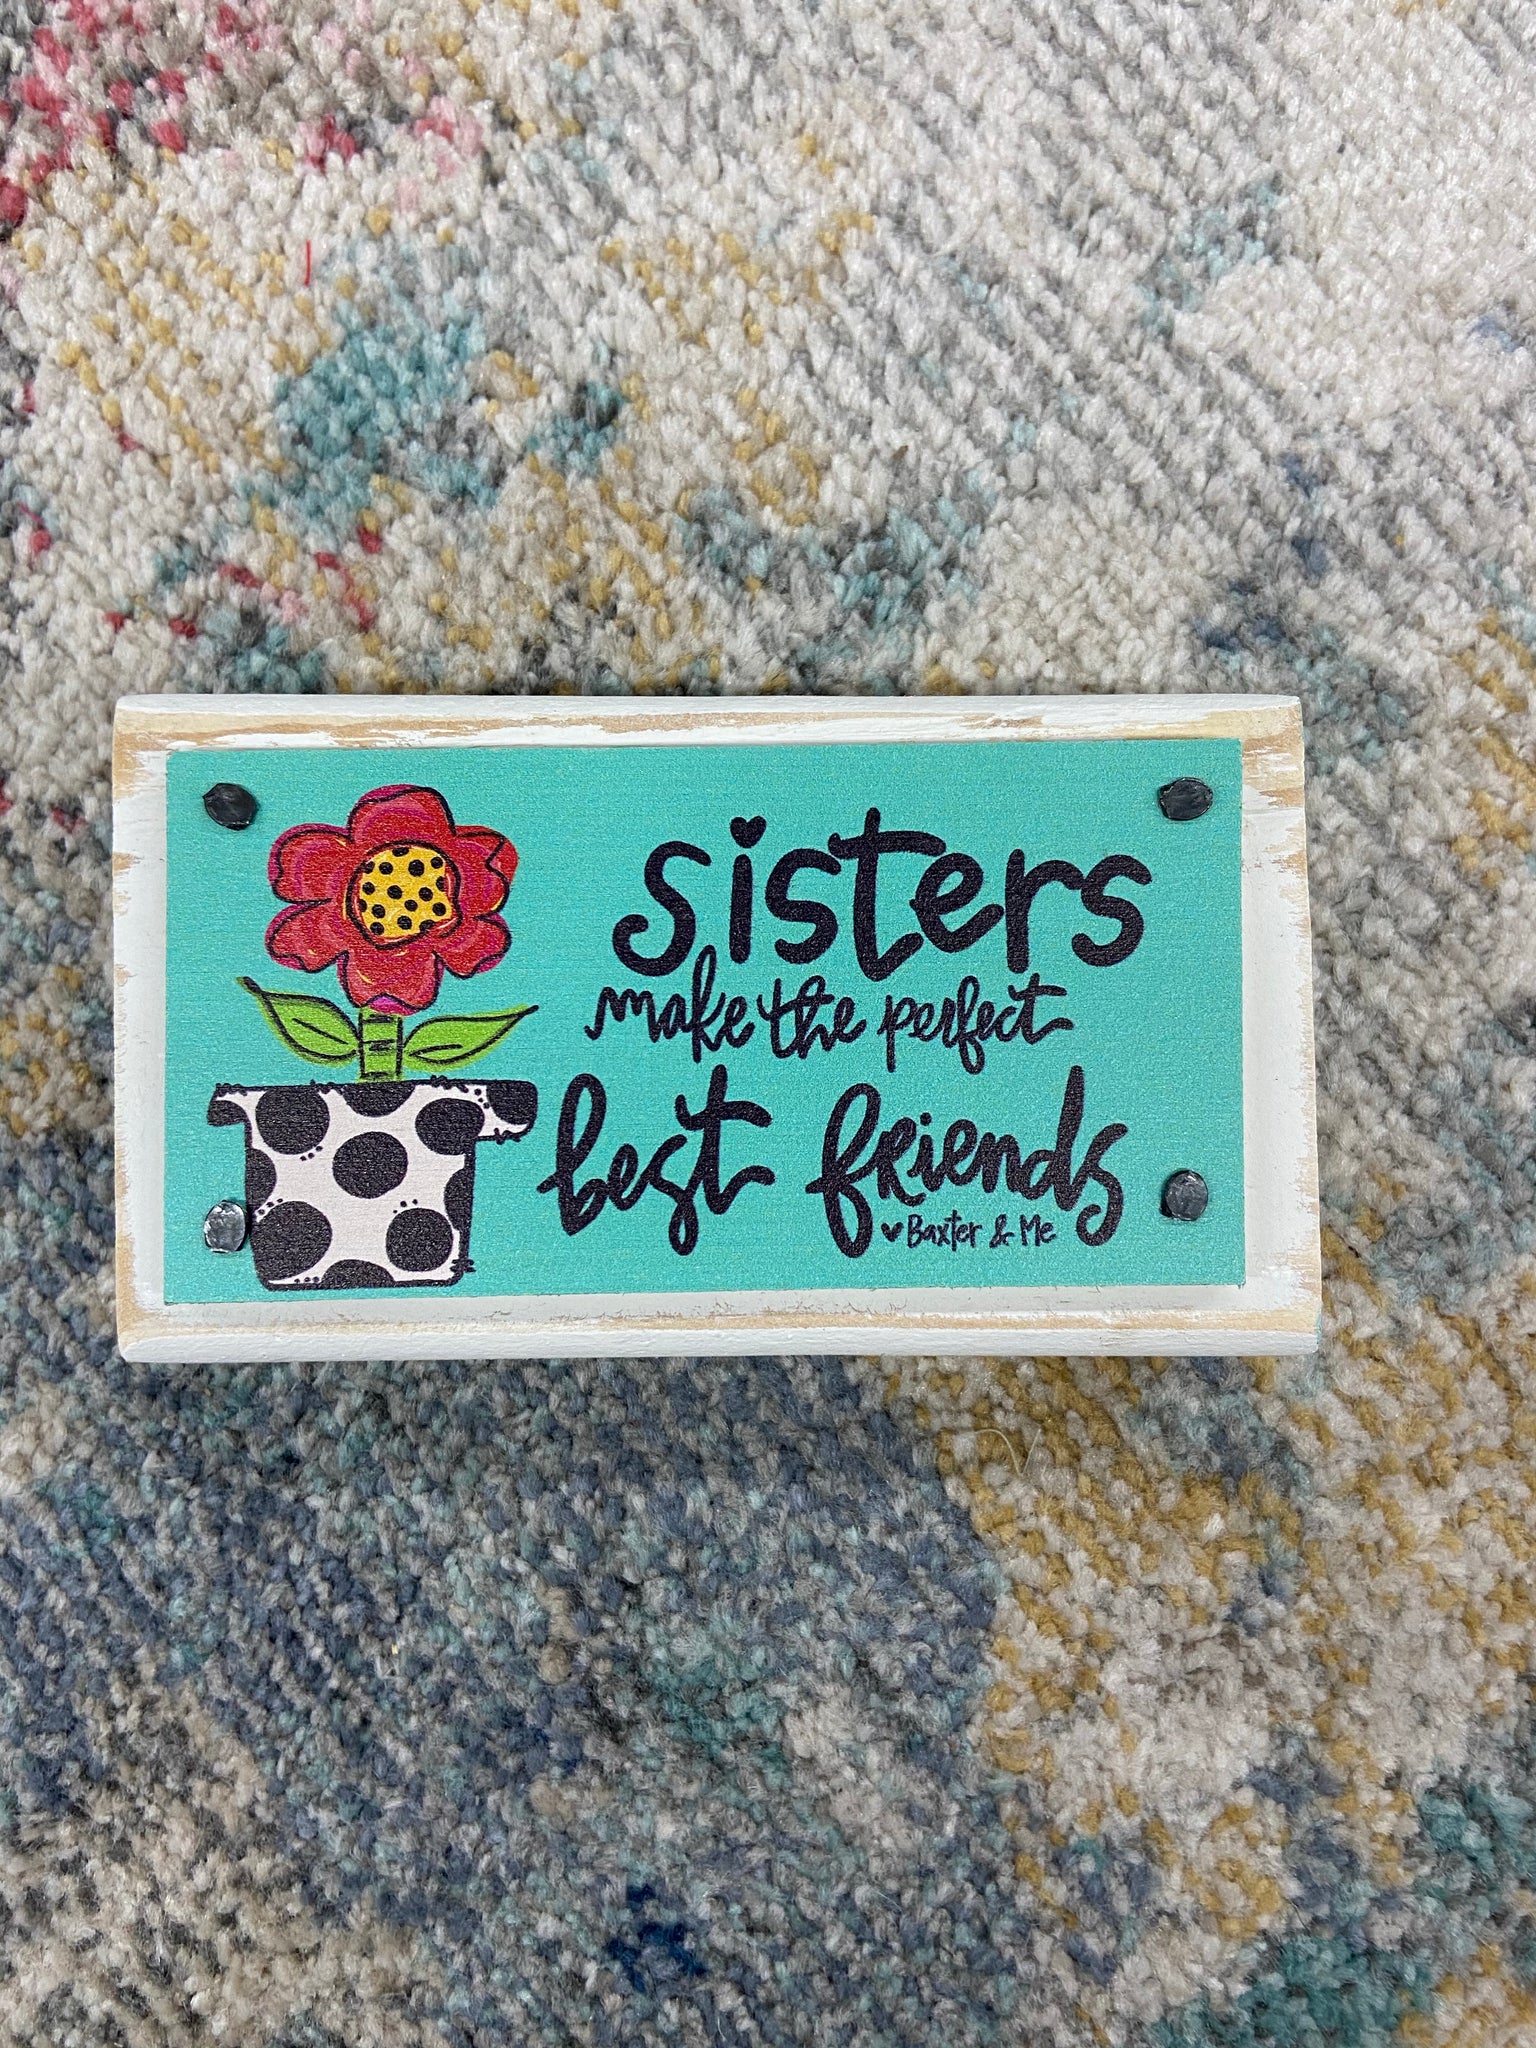 sisters
make the perfect
best friends
♥ Baxter & Me